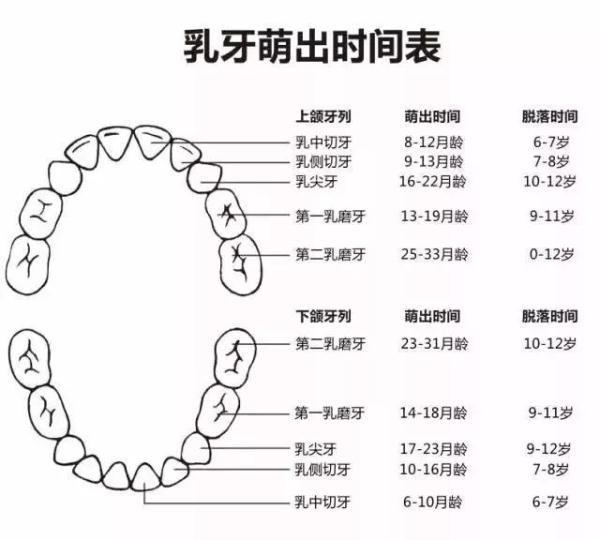 乳牙萌出时间表
上颌牙列 萌出时间 脱落时间
乳中切牙 8-12月龄 6-7岁
乳侧切牙 9-13月龄 7-8岁
乳尖牙 16-22月龄 10-12岁
第一乳磨牙 13-19月龄 9-11岁
第二乳磨牙 25-33月龄 0-12岁
下颌牙列 萌出时间 脱落时间
第二乳磨牙 23-31月龄 10-12岁
第一乳磨牙 14-18月龄 9-11岁
乳尖牙 17-23月龄 9-12岁
乳侧切牙 10-16月龄 7-8岁
乳中切牙 6-10月龄 6-7岁